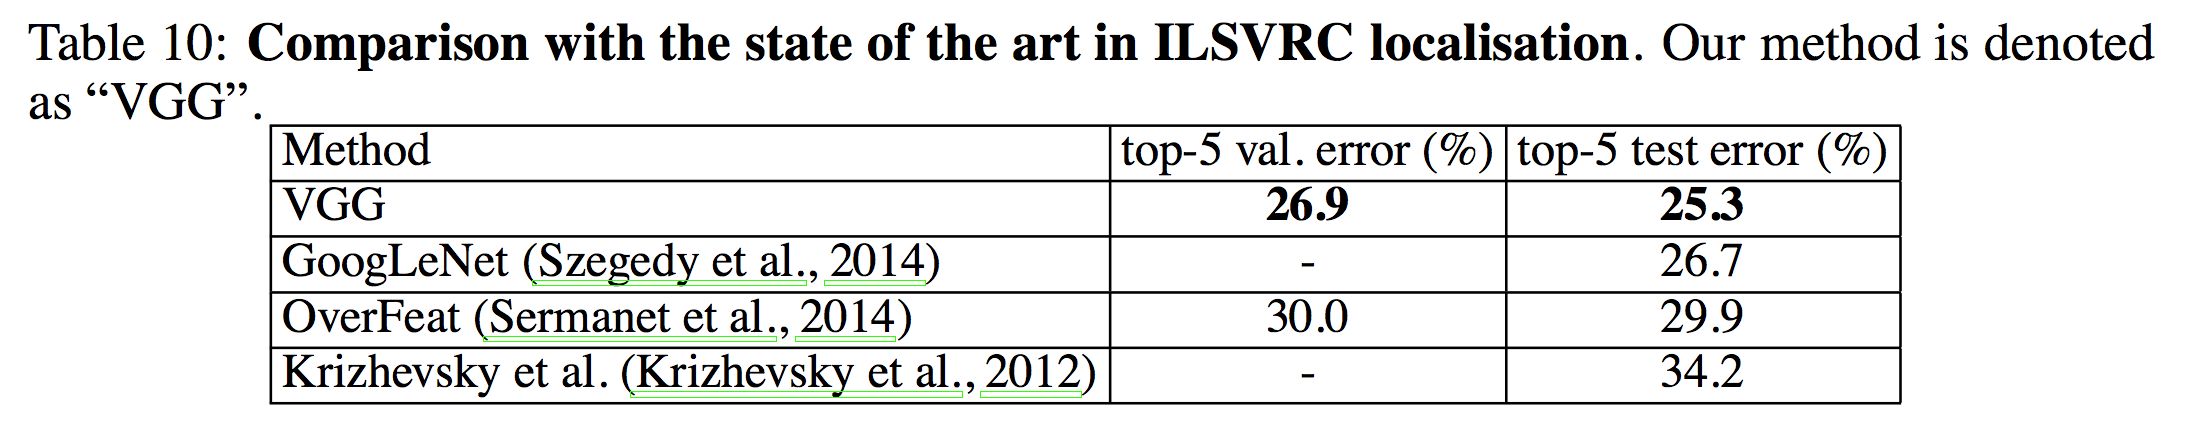 Table 10: Comparison with the state of the art in ILSVRC localisation. Our method is denoted
as “VGG”.
Method top-5 val. error (%) top-5 test error (%)
VGG 26.9 25.3
GoogLeNet (Szegedy et al., 2014) - 26.7
OverFeat (Sermanet et al., 2014) 30.0 29.9
Krizhevsky et al. (Krizhevsky et al., 2012) - 34.2